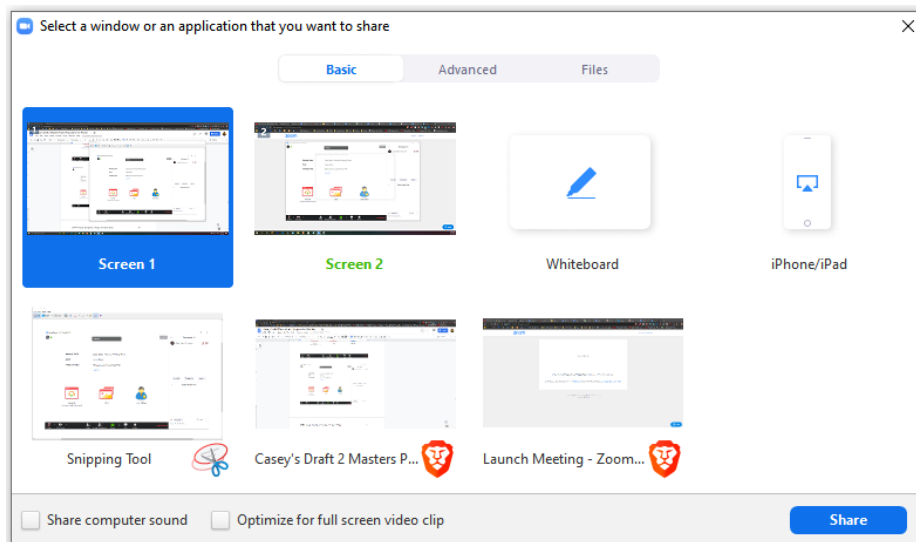 Select a window or an application that you want to share
Basic Advanced Files
1
2
Screen 1 Screen 2 Whiteboard iPhone/iPad
Snipping Tool Casey's Draft 2 Masters P... Launch Meeting - Zoom...
Share computer sound Optimize for full screen video clip Share